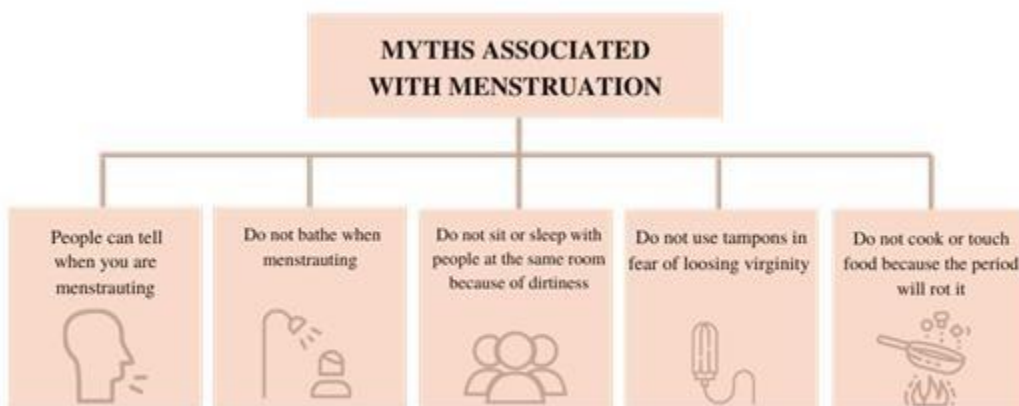 MYTHS ASSOCIATED
WITH MENSTRUATION
People can tell
when you are
menstrauting
Do not bathe when
menstrauting
Do not sit or sleep with
people at the same room
because of dirtiness
Do not use tampons in
fear of loosing virginity
Do not cook or touch
food because the period
will rot it